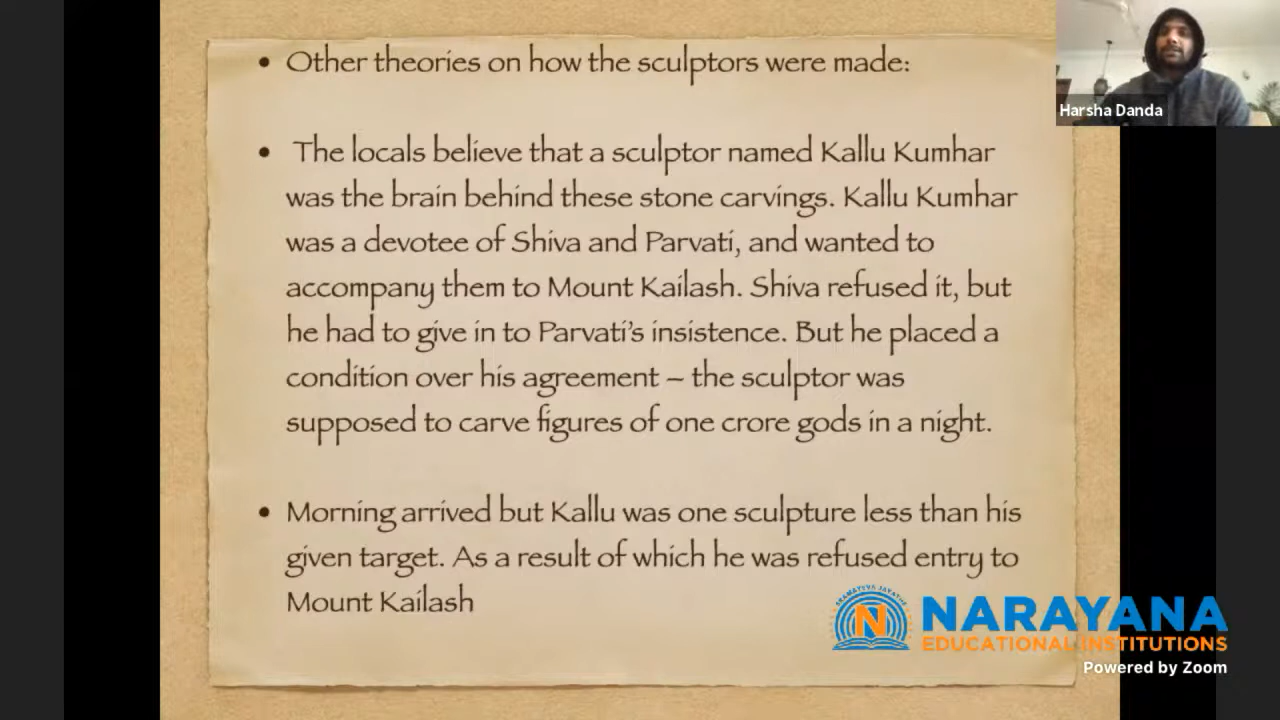 • Other theories on how the sculptors were made:
• The locals believe that a sculptor named Kallu Kumhar
was the brain behind these stone carvings. Kallu Kumhar
was a devotee of Shiva and Parvati, and wanted to
accompany them to Mount Kailash. Shiva refused it, but
he had to give in to Parvati's insistence. But he placed a
condition over his agreement – the sculptor was
supposed to carve figures of one crore gods in a night.
• Morning arrived but Kallu was one sculpture less than his
given target. As a result of which he was refused entry to
Mount Kailash
Harsha Danda
N
NARAYANA
EDUCATIONAL INSTITUTIONS
Powered by Zoom